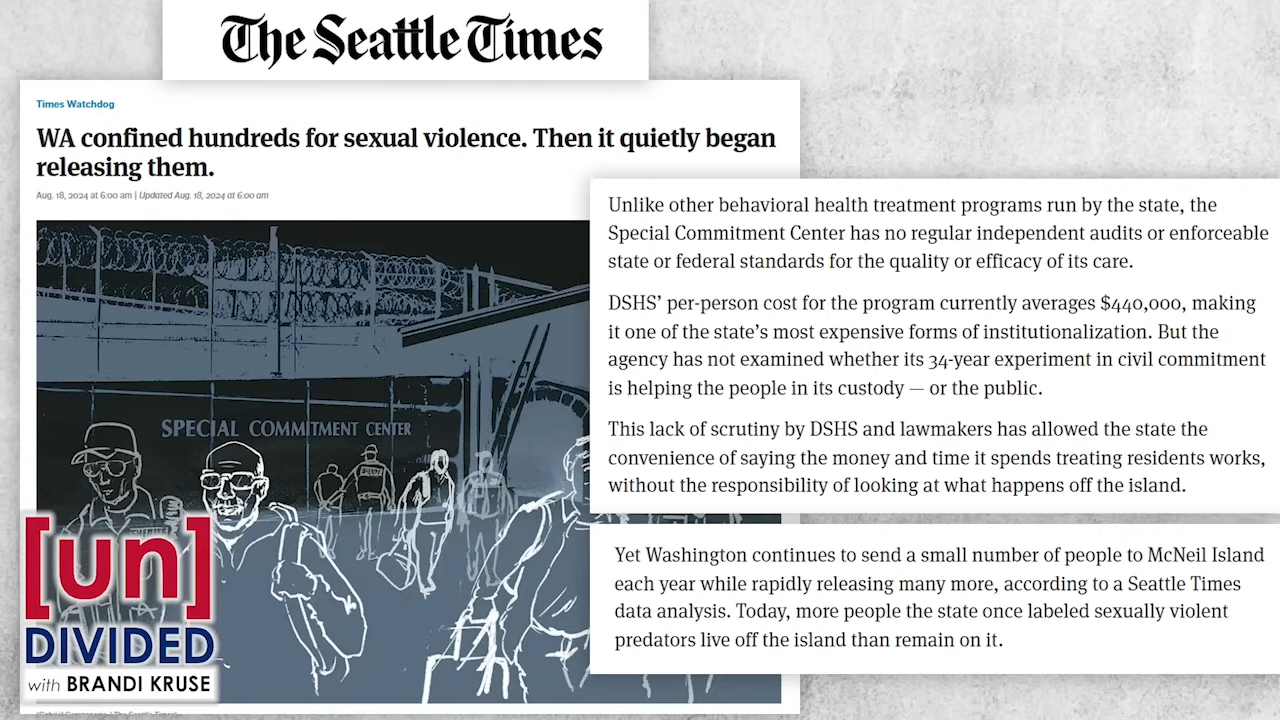 The Seattle Times
Times Watchdog
WA confined hundreds for sexual violence. Then it quietly began
releasing them.
Aug. 18, 2024 at 6:00 am | Updated Aug. 18, 2024 at 6:00 am
SPECIAL COMMITMENT CENTER
Unlike other behavioral health treatment programs run by the state, the
Special Commitment Center has no regular independent audits or enforceable
state or federal standards for the quality or efficacy of its care.
DSHS’ per-person cost for the program currently averages $440,000, making
it one of the state’s most expensive forms of institutionalization. But the
agency has not examined whether its 34-year experiment in civil commitment
is helping the people in its custody — or the public.
This lack of scrutiny by DSHS and lawmakers has allowed the state the
convenience of saying the money and time it spends treating residents works,
without the responsibility of looking at what happens off the island.
Yet Washington continues to send a small number of people to McNeil Island
each year while rapidly releasing many more, according to a Seattle Times
data analysis. Today, more people the state once labeled sexually violent
predators live off the island than remain on it.
[un]
DIVIDED
with BRANDI KRUSE